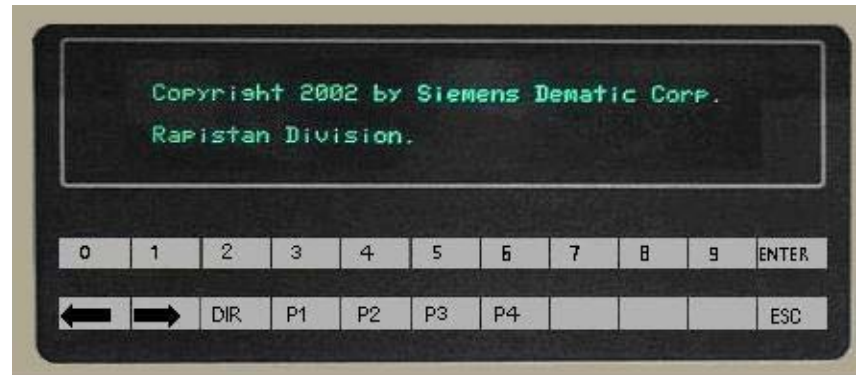 Copyright 2002 by Siemens Dematic Corp.
Rapistan Division.
0 1 2 3 4 5 6 7 8 9 ENTER
DIR P1 P2 P3 P4 ESC